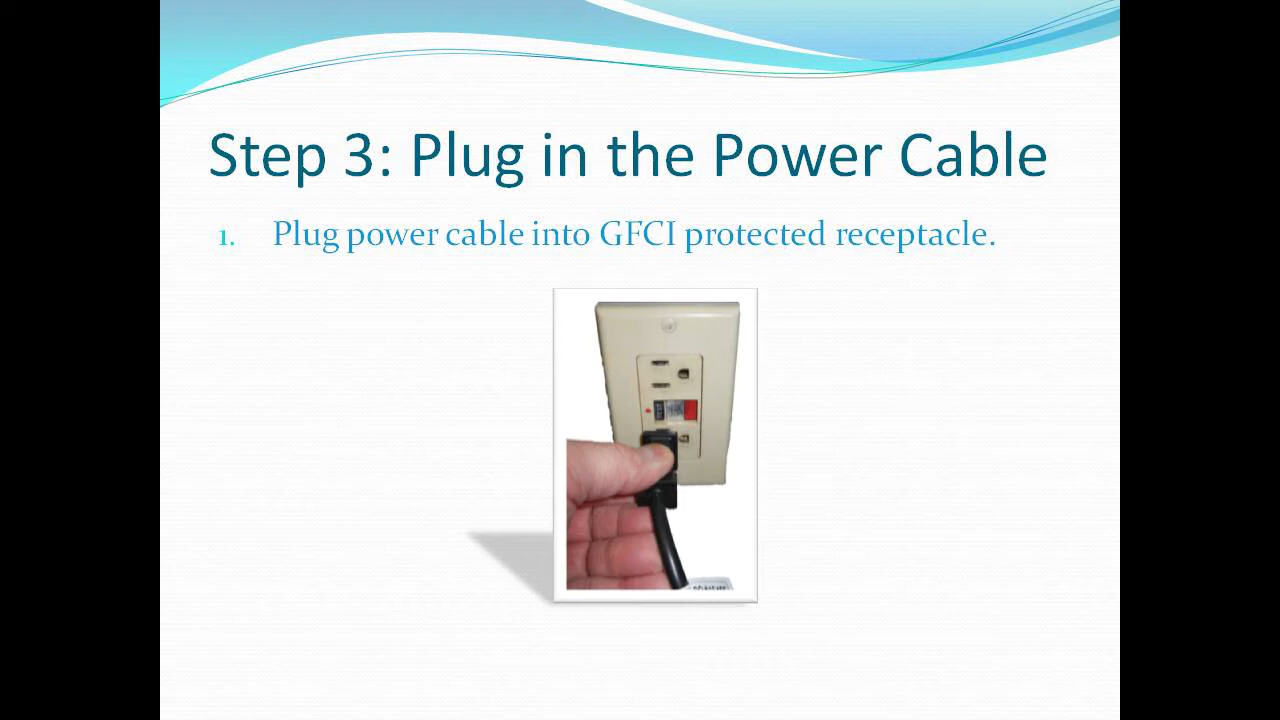 Step 3: Plug in the Power Cable
1. Plug power cable into GFCI protected receptacle.